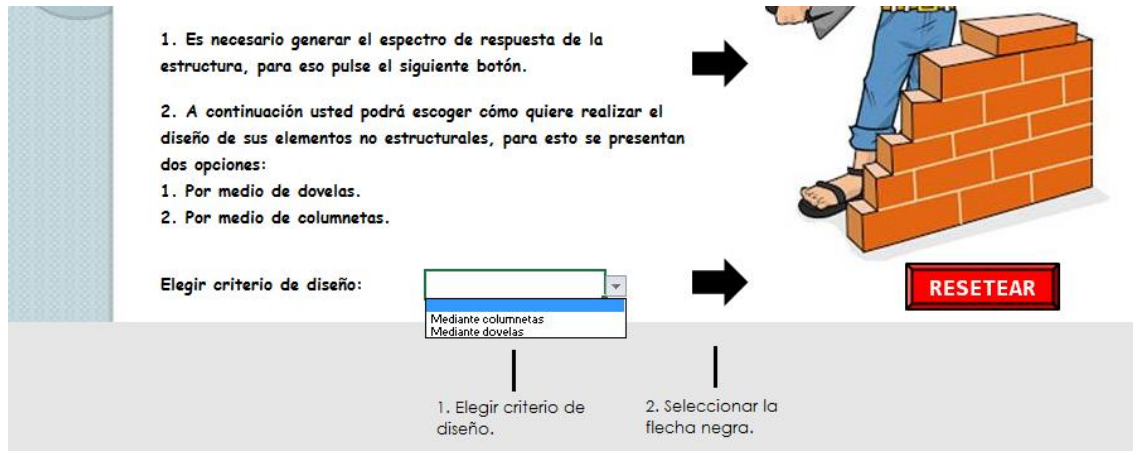 1. Es necesario generar el espectro de respuesta de la
estructura, para eso pulse el siguiente botón.
2. A continuación usted podrá escoger cómo quiere realizar el
diseño de sus elementos no estructurales, para esto se presentan
dos opciones:
1. Por medio de dovelas.
2. Por medio de columnetas.
Elegir criterio de diseño:
RESETEAR
Mediante columnetas
Mediante dovelas
1. Elegir criterio de
diseño.
2. Seleccionar la
flecha negra.